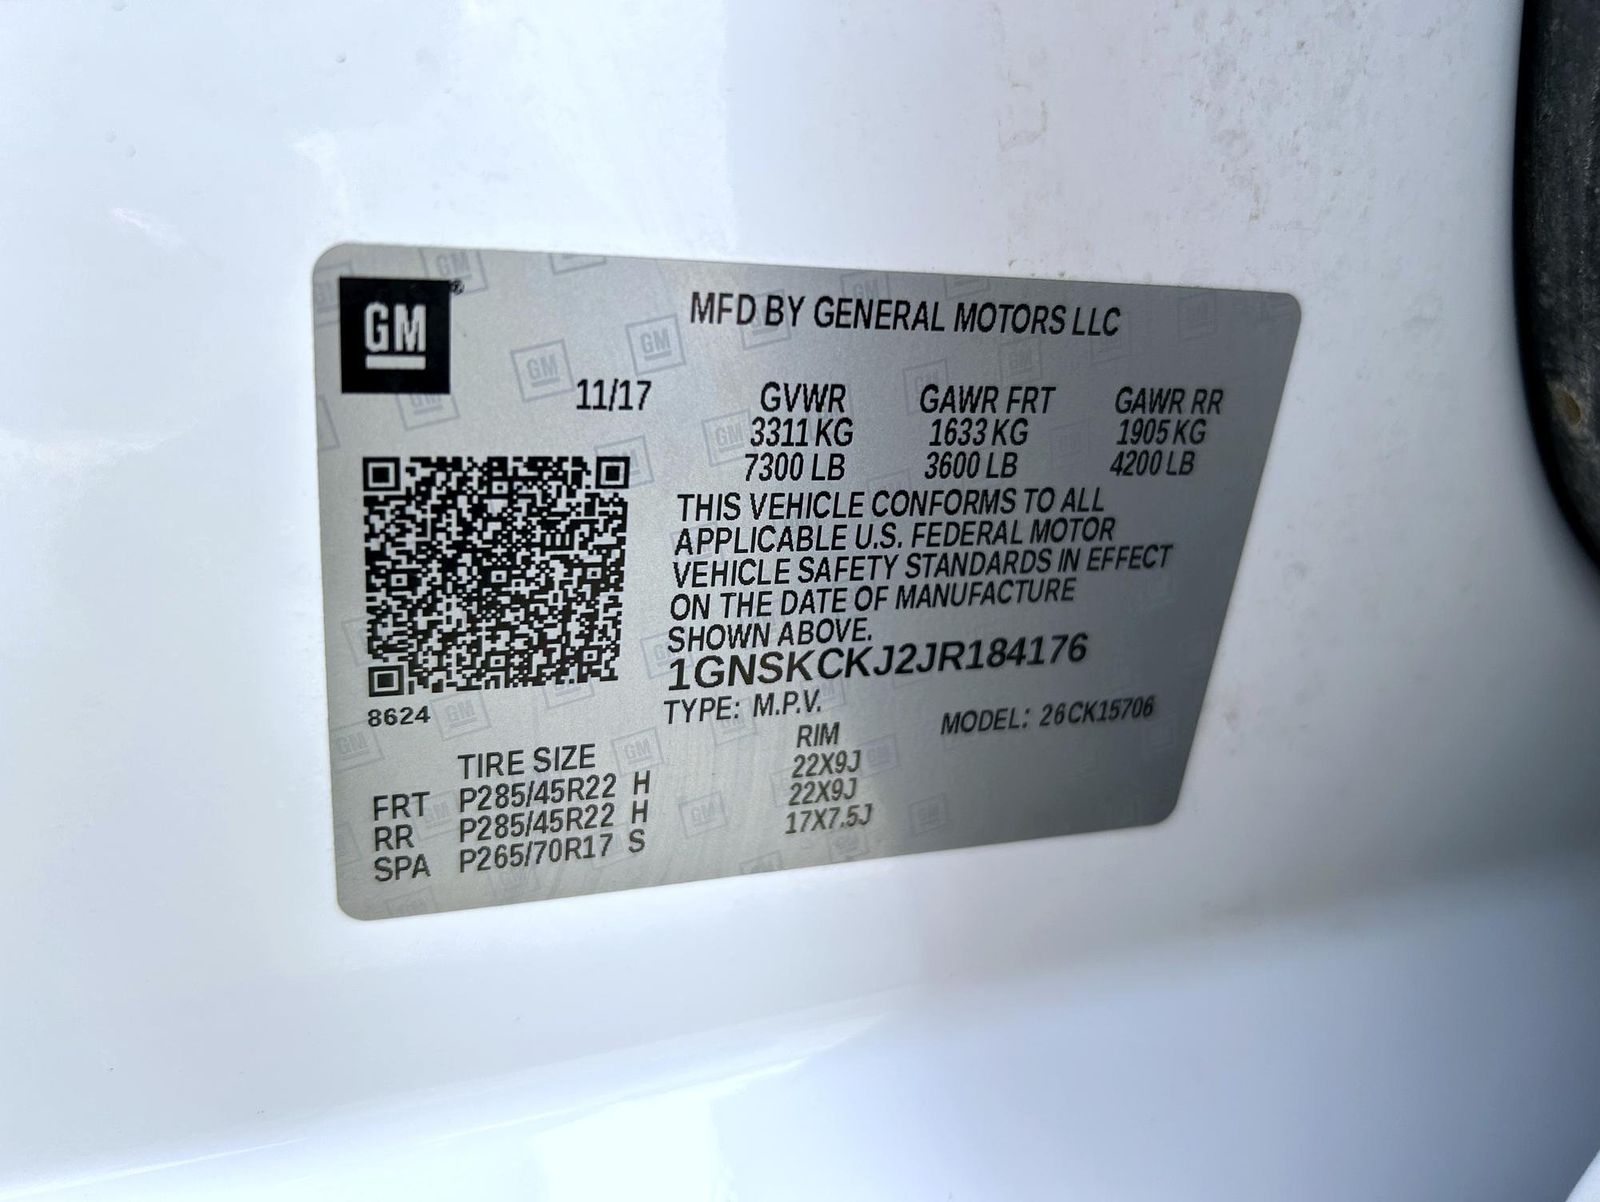 GM
MFD BY GENERAL MOTORS LLC
11/17 GVWR GAWR FRT GAWR RR
3311 KG 1633 KG 1905 KG
7300 LB 3600 LB 4200 LB
THIS VEHICLE CONFORMS TO ALL
APPLICABLE U.S. FEDERAL MOTOR
VEHICLE SAFETY STANDARDS IN EFFECT
ON THE DATE OF MANUFACTURE
SHOWN ABOVE.
1GNSKCKJ2JR184176
8624
TYPE: M.P.V. MODEL: 26CK15706
TIRE SIZE RIM
FRT P285/45R22 H 22X9J
RR P285/45R22 H 22X9J
SPA P265/70R17 S 17X7.5J